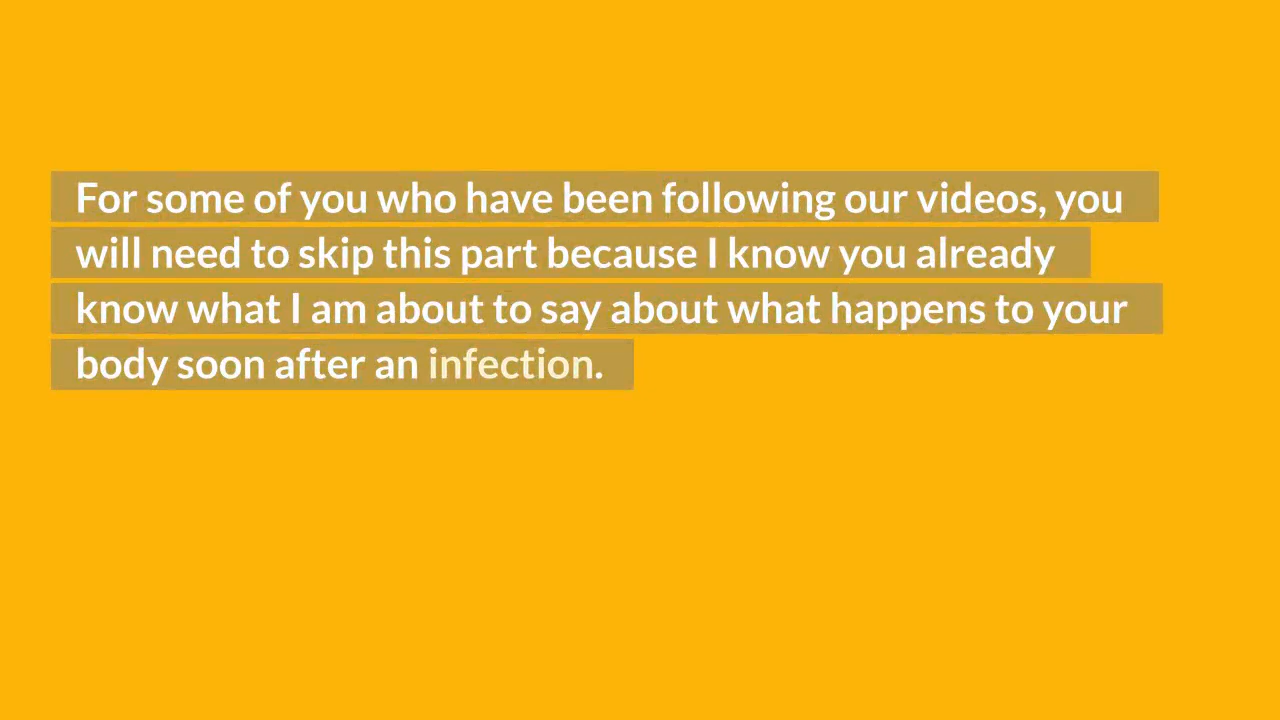 For some of you who have been following our videos, you
will need to skip this part because I know you already
know what I am about to say about what happens to your
body soon after an infection.